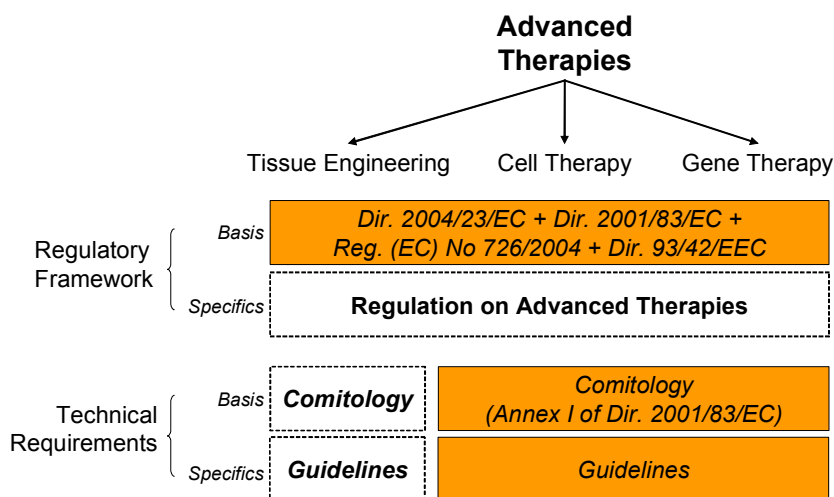 Advanced
Therapies
Tissue Engineering
Cell Therapy
Gene Therapy
Regulatory
Framework
Basis
Dir. 2004/23/EC + Dir. 2001/83/EC +
Reg. (EC) No 726/2004 + Dir. 93/42/EEC
Specifics
Regulation on Advanced Therapies
Technical
Requirements
Basis
Comitology
Comitology
(Annex I of Dir. 2001/83/EC)
Specifics
Guidelines
Guidelines